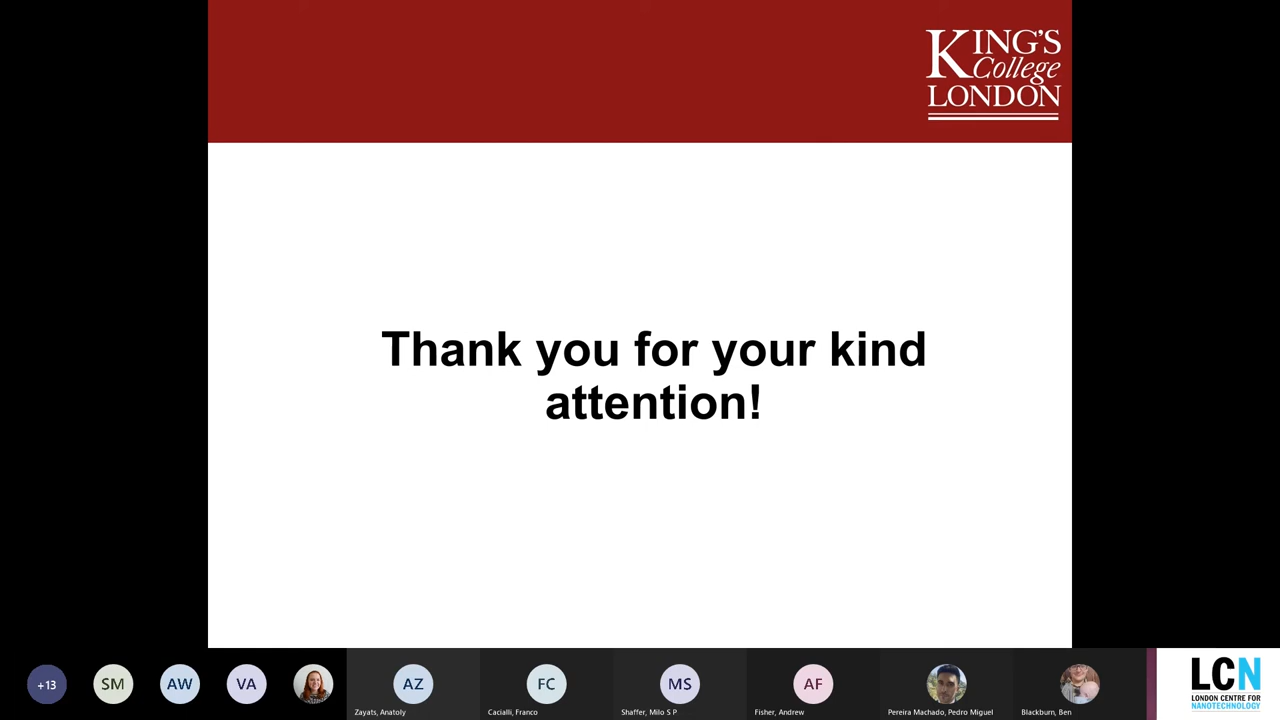 KING'S
College
LONDON
Thank you for your kind
attention!
+13
SM
AW
VA
AZ
Zayats, Anatoly
FC
Cacialli, Franco
MS
Shaffer, Milo S P
AF
Fisher, Andrew
Pereira Machado, Pedro Miguel
Blackburn, Ben
LCN
LONDON CENTRE FOR
NANOTECHNOLOGY